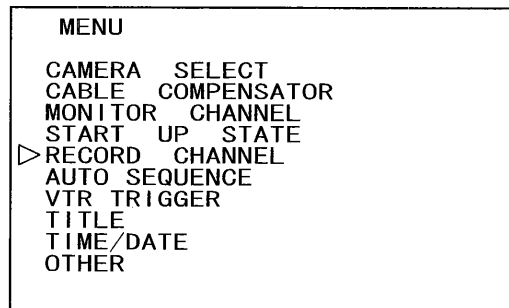 MENU
CAMERA SELECT
CABLE COMPENSATOR
MONITOR CHANNEL
START UP STATE
▷RECORD CHANNEL
AUTO SEQUENCE
VTR TRIGGER
TITLE
TIME/DATE
OTHER